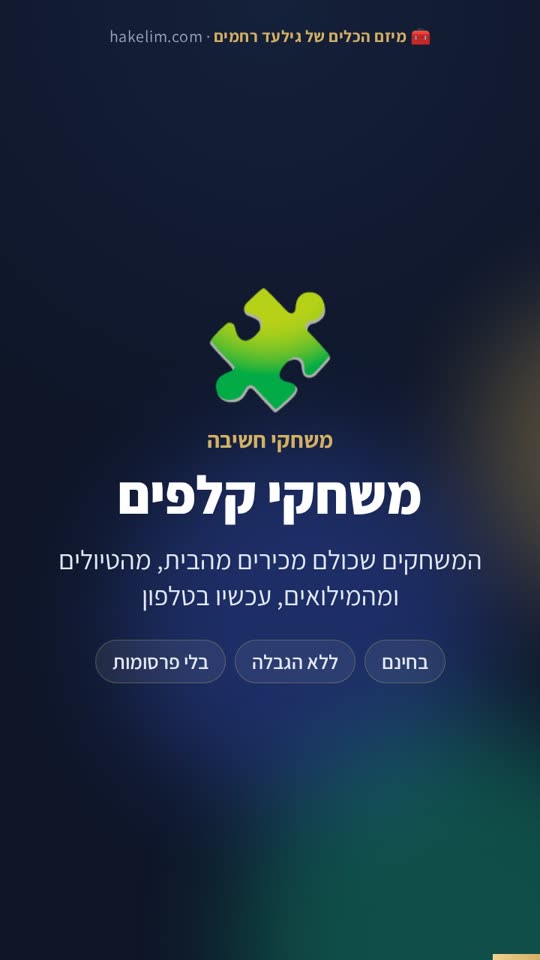 🧰 מיזם הכלים של גילעד רחמים · hakelim.com
משחקי חשיבה
משחקי קלפים
המשחקים שכולם מכירים מהבית, מהטיולים
ומהמילואים, עכשיו בטלפון
בחינם
ללא הגבלה
בלי פרסומות